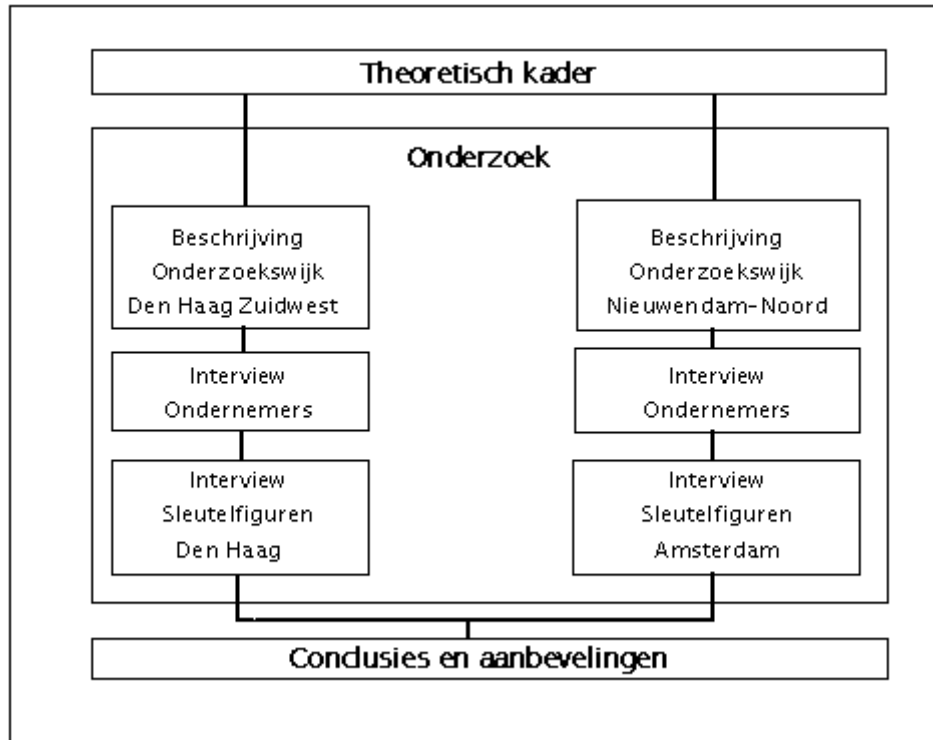 Theoretisch kader
Onderzoek
Beschrijving
Onderzoekswijk
Den Haag Zuidwest
Interview
Ondernemers
Interview
Sleutelfiguren
Den Haag
Beschrijving
Onderzoekswijk
Nieuwendam-Noord
Interview
Ondernemers
Interview
Sleutelfiguren
Amsterdam
Conclusies en aanbevelingen